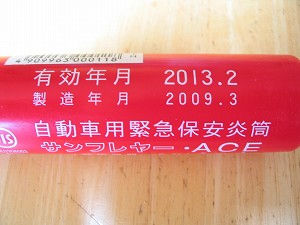 4909963000118
有効年月 2013.2
製造年月 2009.3
自動車用緊急保安炎筒
サンフレヤー・ACE